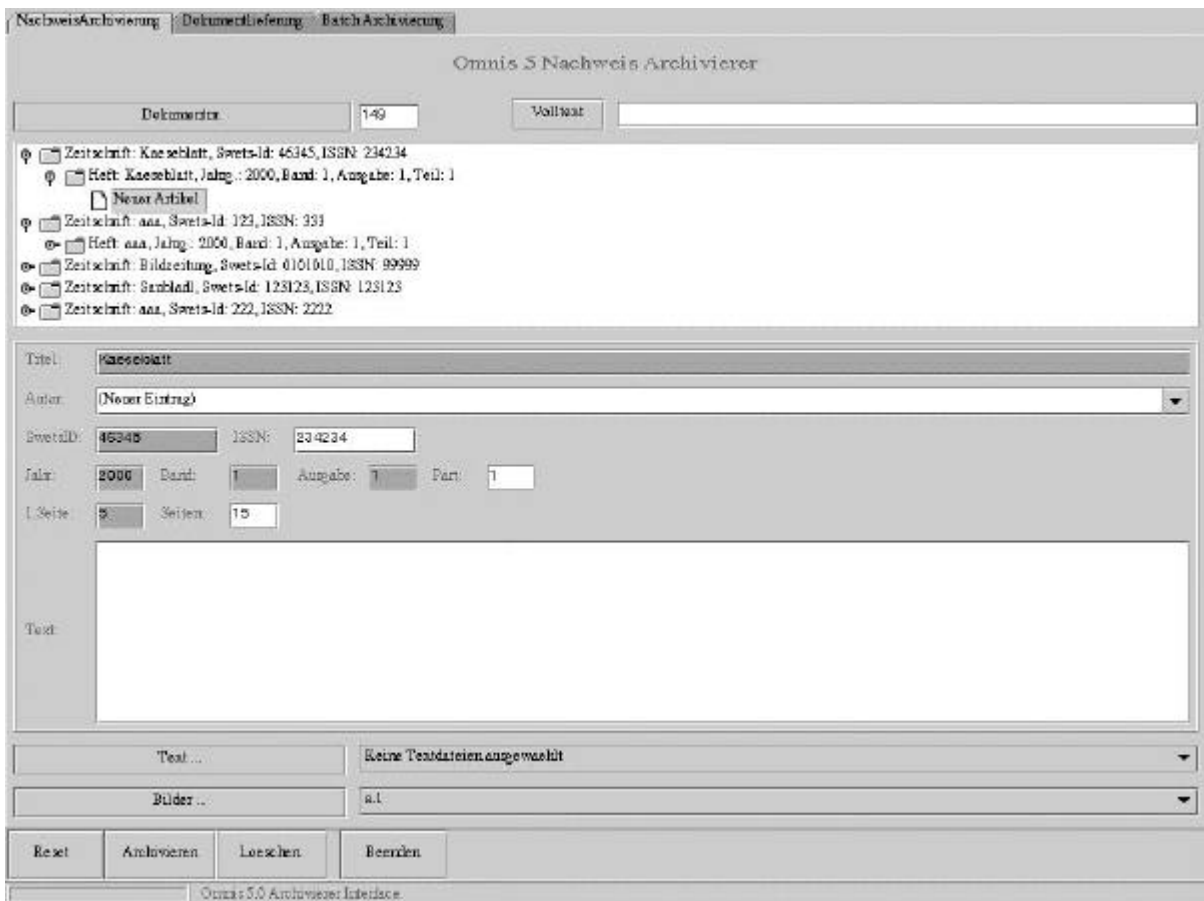 NachweisArchivierung Dokumentlieferung Batch Archivierung
Omnis 5 Nachweis Archivierer
Dokumentnr. 149 Volltext
Zeitschrift: Kaeseblatt, Swets-Id: 46345, ISSN: 234234
Heft: Kaeseblatt, Jahrg.: 2000, Band: 1, Ausgabe: 1, Teil: 1
Neuer Artikel
Zeitschrift: aaa, Swets-Id: 123, ISSN: 333
Heft: aaa, Jahrg.: 2000, Band: 1, Ausgabe: 1, Teil: 1
Zeitschrift: Bildzeitung, Swets-Id: 0101010, ISSN: 99999
Zeitschrift: Saubladl, Swets-Id: 123123, ISSN: 123123
Zeitschrift: aaa, Swets-Id: 222, ISSN: 2222
Titel: Kaeseblatt
Autor: (Neuer Eintrag)
SwetsID: 46345 ISSN: 234234
Jahr: 2000 Band: 1 Ausgabe: 1 Part: 1
1.Seite: 5 Seiten: 15
Text:
Text ... Keine Textdateien ausgewaehlt
Bilder ...
Reset Archivieren Loeschen Beenden
Omnis 5.0 Archivierer Interface